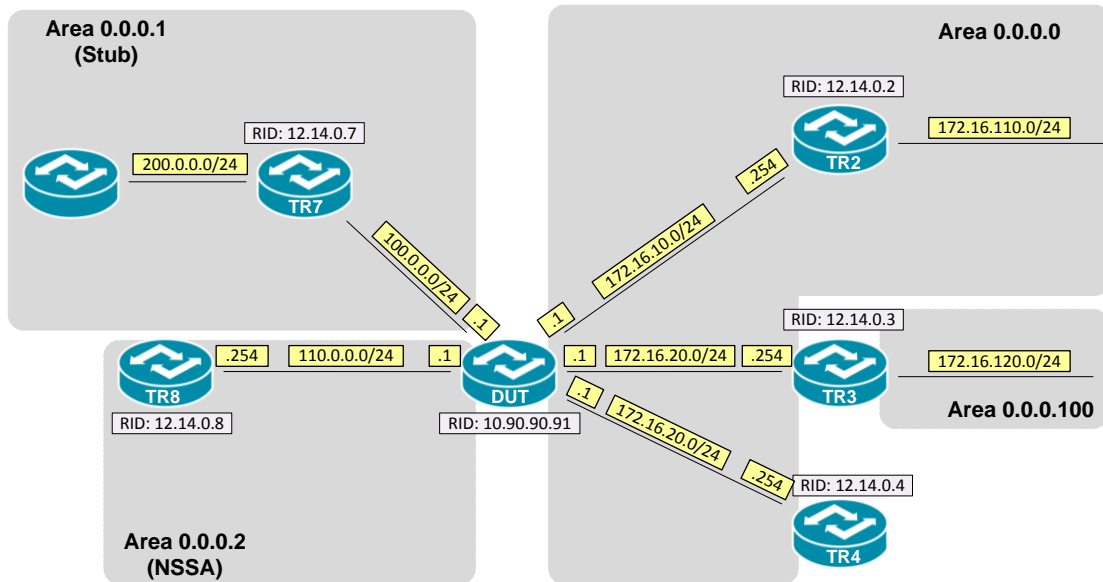 Area 0.0.0.1
(Stub)
Area 0.0.0.0
RID: 12.14.0.2
RID: 12.14.0.7
172.16.110.0/24
200.0.0.0/24
TR2
.254
TR7
100.0.0.0/24
172.16.10.0/24
.1
.1
RID: 12.14.0.3
.254
110.0.0.0/24
.1
.1
172.16.20.0/24
.254
172.16.120.0/24
TR8
DUT
TR3
.1
Area 0.0.0.100
RID: 12.14.0.8
RID: 10.90.90.91
172.16.20.0/24
.254
RID: 12.14.0.4
TR4
Area 0.0.0.2
(NSSA)